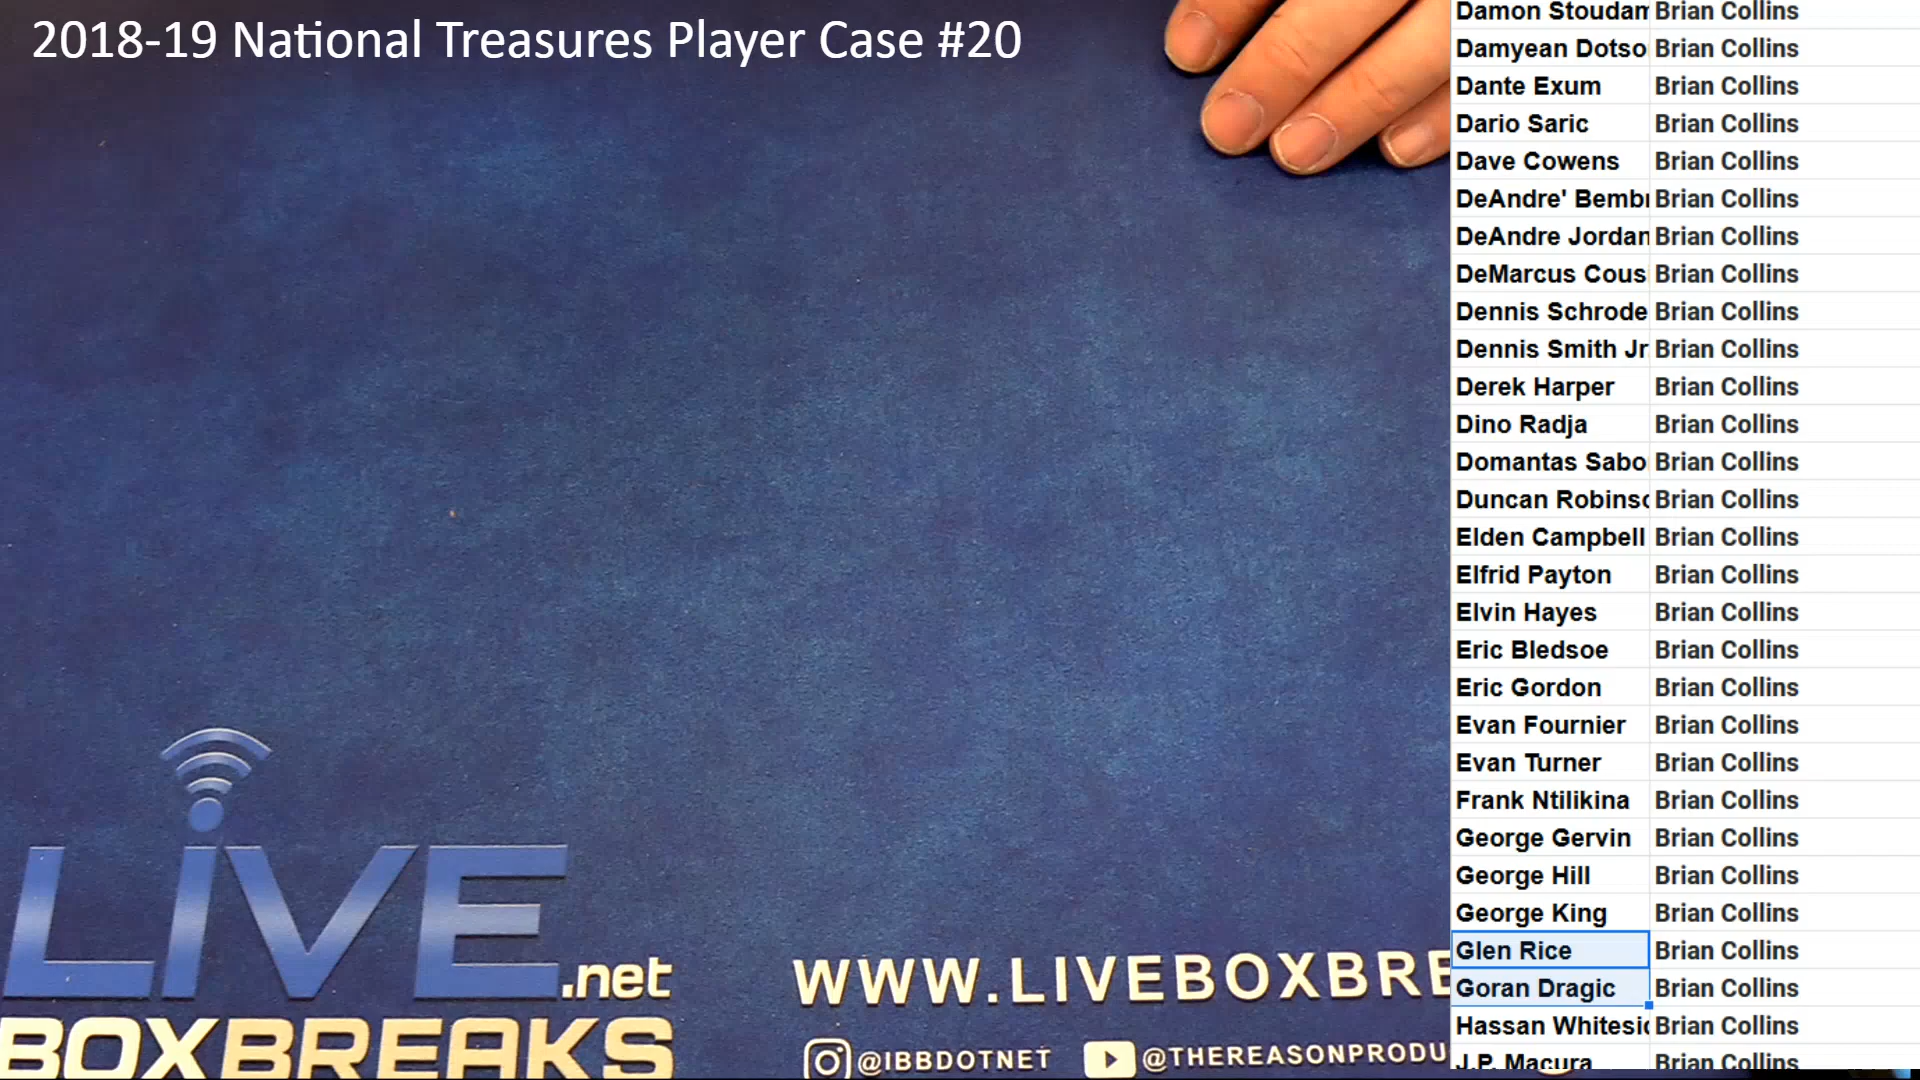 2018-19 National Treasures Player Case #20
Damon Stoudam Brian Collins
Damyean Dotso Brian Collins
Dante Exum Brian Collins
Dario Saric Brian Collins
Dave Cowens Brian Collins
DeAndre' Bemb Brian Collins
DeAndre Jordan Brian Collins
DeMarcus Cous Brian Collins
Dennis Schrode Brian Collins
Dennis Smith Jr Brian Collins
Derek Harper Brian Collins
Dino Radja Brian Collins
Domantas Sabo Brian Collins
Duncan Robinso Brian Collins
Elden Campbell Brian Collins
Elfrid Payton Brian Collins
Elvin Hayes Brian Collins
Eric Bledsoe Brian Collins
Eric Gordon Brian Collins
Evan Fournier Brian Collins
Evan Turner Brian Collins
Frank Ntilikina Brian Collins
George Gervin Brian Collins
George Hill Brian Collins
George King Brian Collins
Glen Rice Brian Collins
Goran Dragic Brian Collins
Hassan Whitesid Brian Collins
J.P. Macura Brian Collins
LIVE.net
BOXBREAKS
WWW.LIVEBOXBRE
@IBBDOTNET @THEREASONPRODU